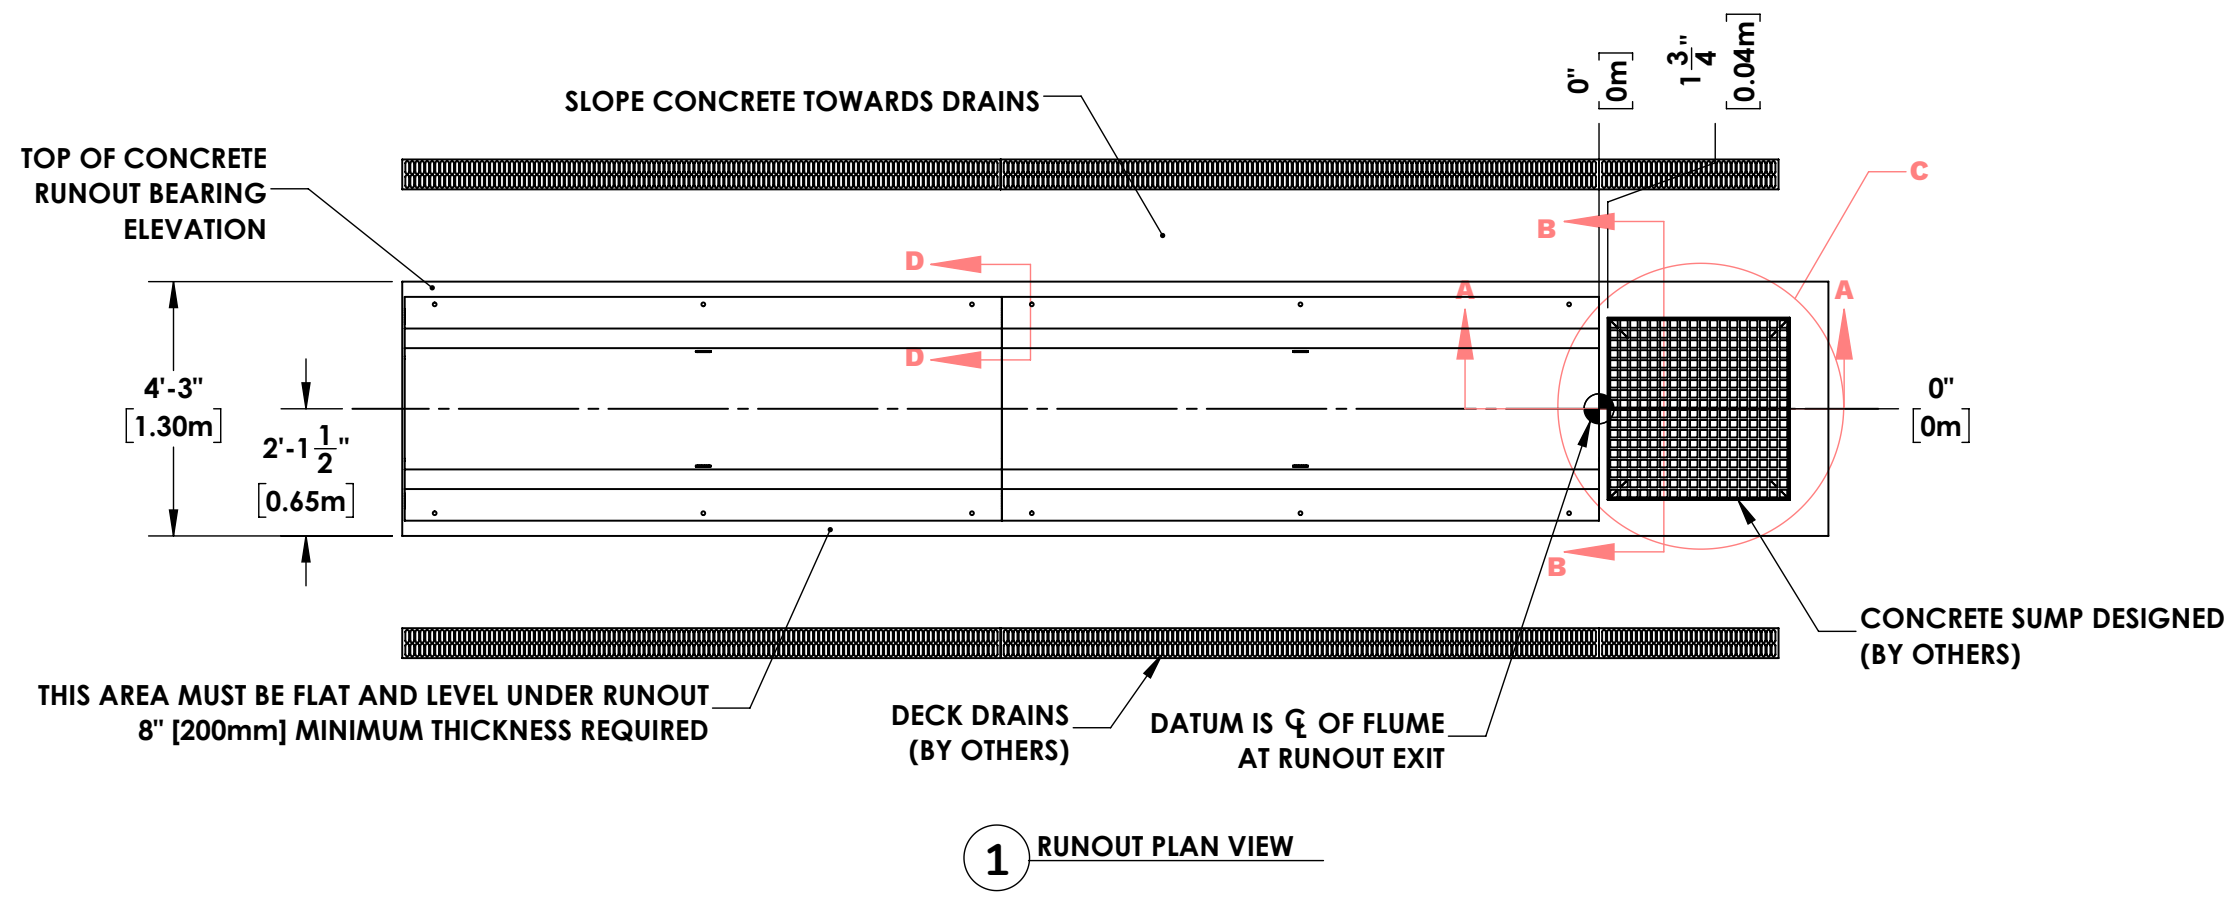 0"
[0m]
1 3/4"
[0.04m]
SLOPE CONCRETE TOWARDS DRAINS
TOP OF CONCRETE
RUNOUT BEARING
ELEVATION
C
B
D
A
A
D
4'-3"
[1.30m]
0"
[0m]
2'-1 1/2"
[0.65m]
B
CONCRETE SUMP DESIGNED
(BY OTHERS)
THIS AREA MUST BE FLAT AND LEVEL UNDER RUNOUT
8" [200mm] MINIMUM THICKNESS REQUIRED
DECK DRAINS
(BY OTHERS)
DATUM IS ℄ OF FLUME
AT RUNOUT EXIT
1
RUNOUT PLAN VIEW